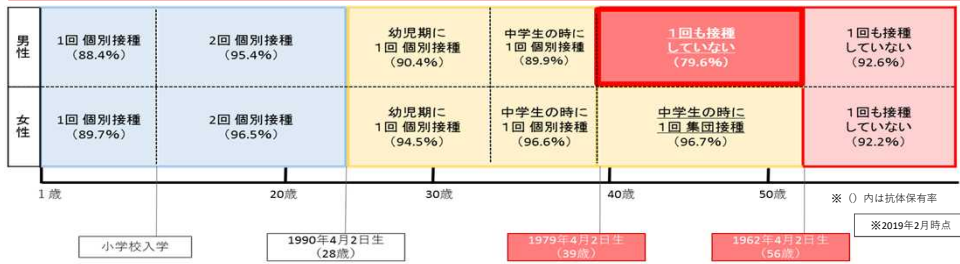 男性
1回 個別接種
(88.4%)
2回 個別接種
(95.4%)
幼児期に
1回 個別接種
(90.4%)
中学生の時に
1回 個別接種
(89.9%)
1回も接種
していない
(79.6%)
1回も接種
していない
(92.6%)
女性
1回 個別接種
(89.7%)
2回 個別接種
(96.5%)
幼児期に
1回 個別接種
(94.5%)
中学生の時に
1回 個別接種
(96.6%)
中学生の時に
1回 集団接種
(96.7%)
1回も接種
していない
(92.2%)
1 歳
20歳
30歳
40歳
50歳
※ () 内は抗体保有率
※2019年2月時点
小学校入学
1990年4月2日生
(28歳)
1979年4月2日生
(39歳)
1962年4月2日生
(56歳)